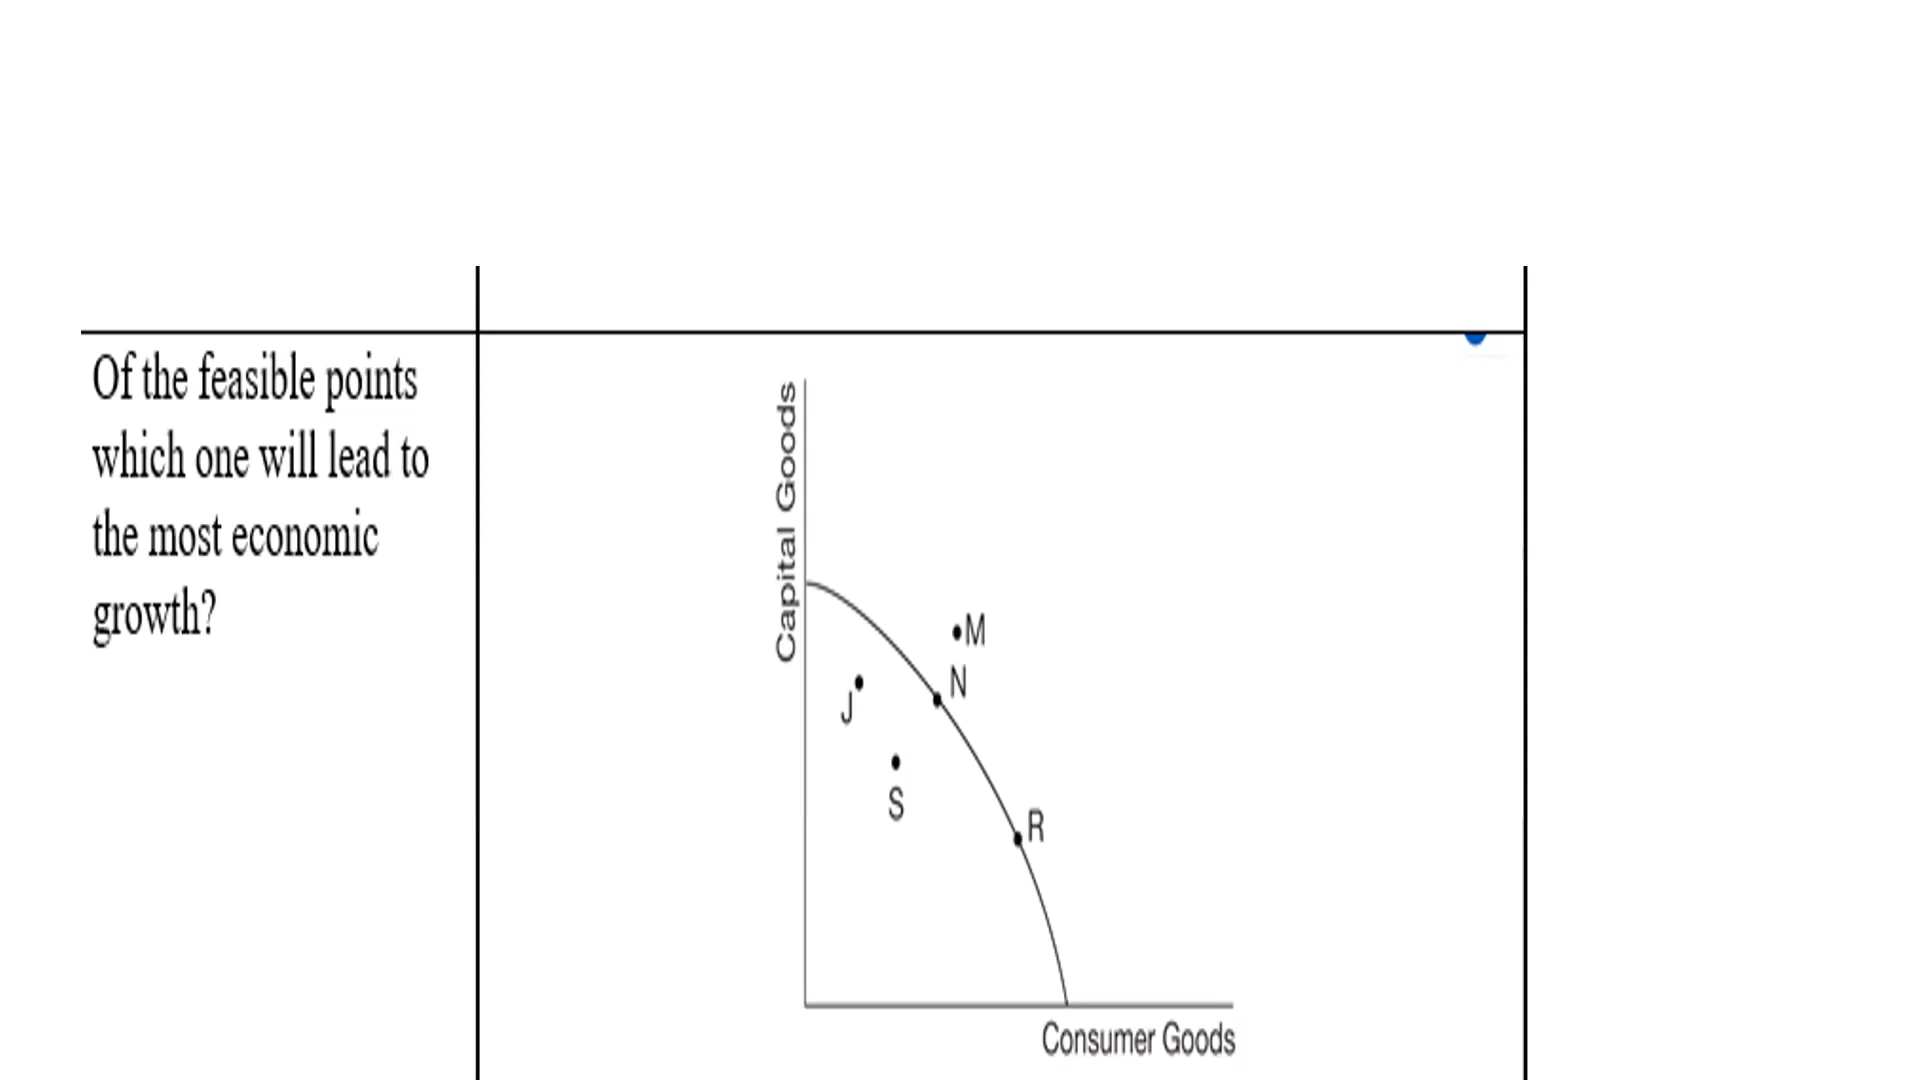 Of the feasible points
which one will lead to
the most economic
growth?
Capital Goods
M
N
J
S
R
Consumer Goods